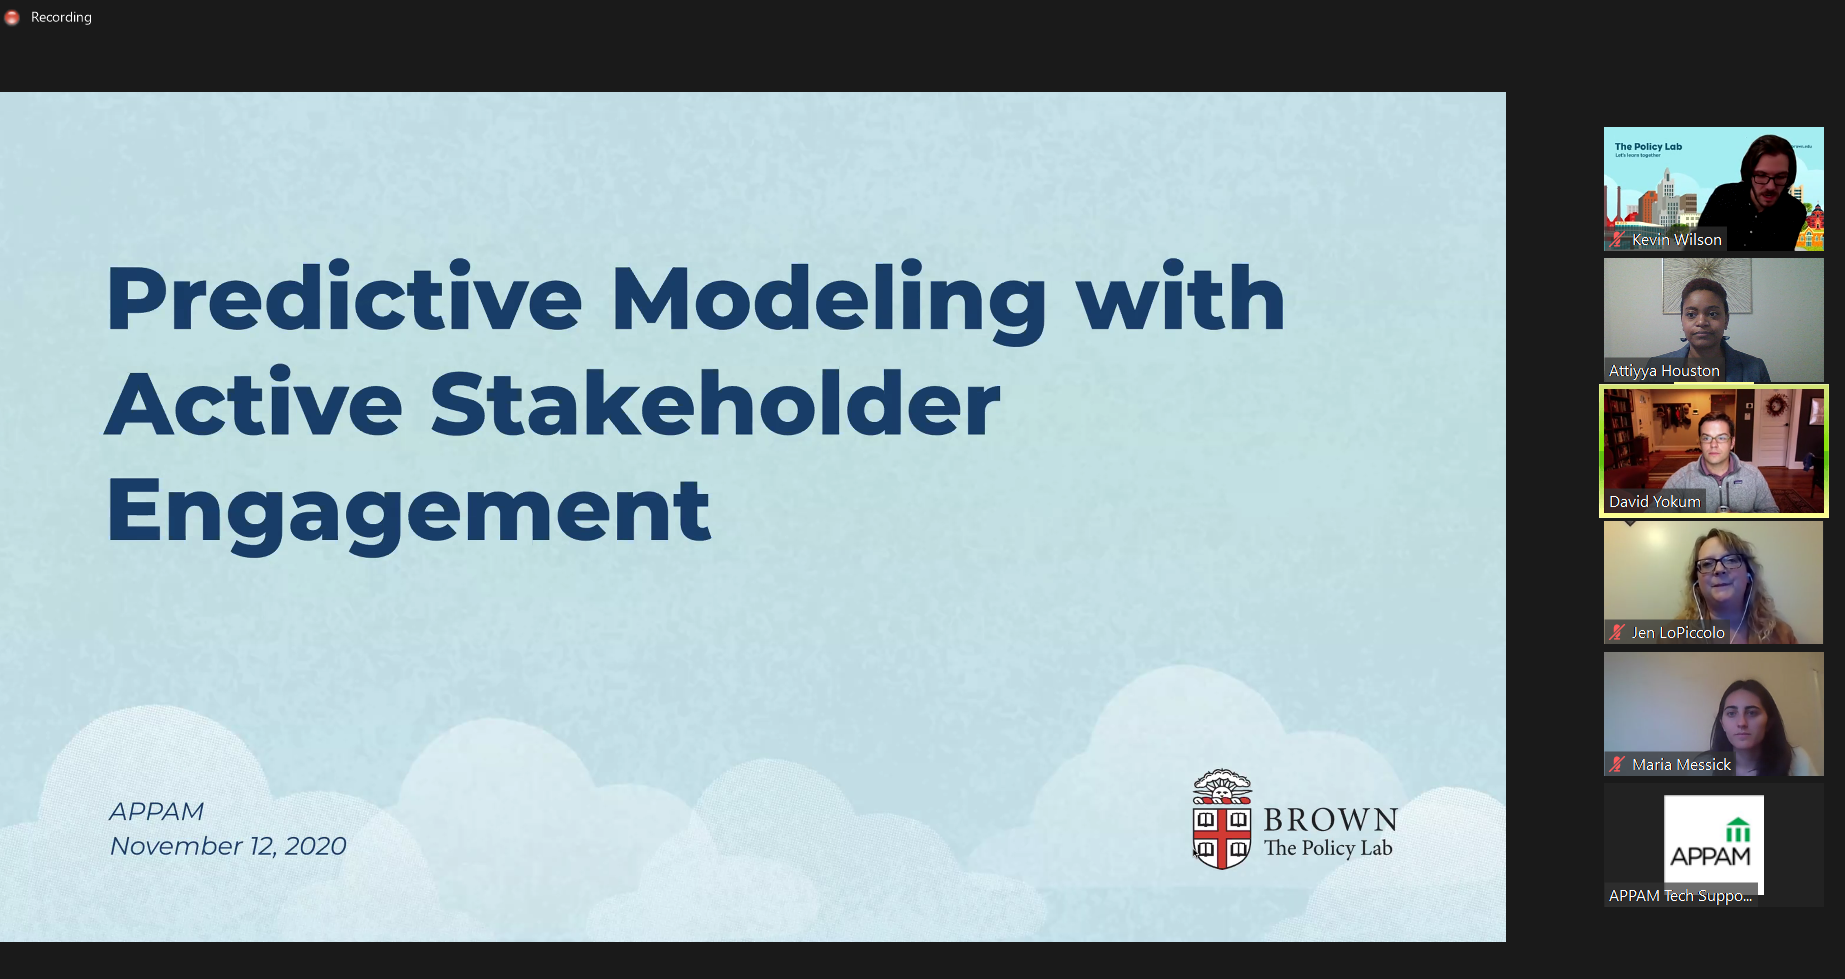 Recording
Predictive Modeling with
Active Stakeholder
Engagement
APPAM
November 12, 2020
BROWN
The Policy Lab
The Policy Lab
Let's learn together
Kevin Wilson
Attiyya Houston
David Yokum
Jen LoPiccolo
Maria Messick
APPAM
APPAM Tech Suppo...